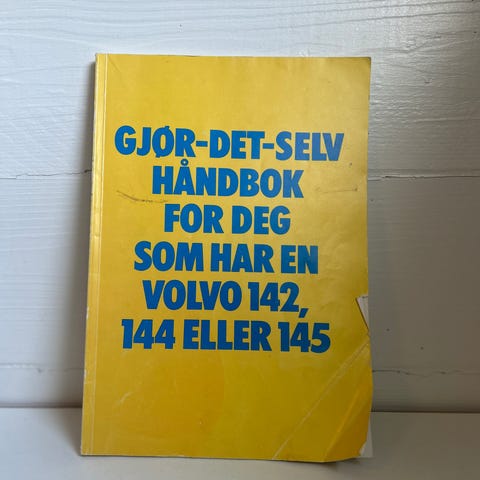 GJØR-DET-SELV
HÅNDBOK
FOR DEG
SOM HAR EN
VOLVO 142,
144 ELLER 145